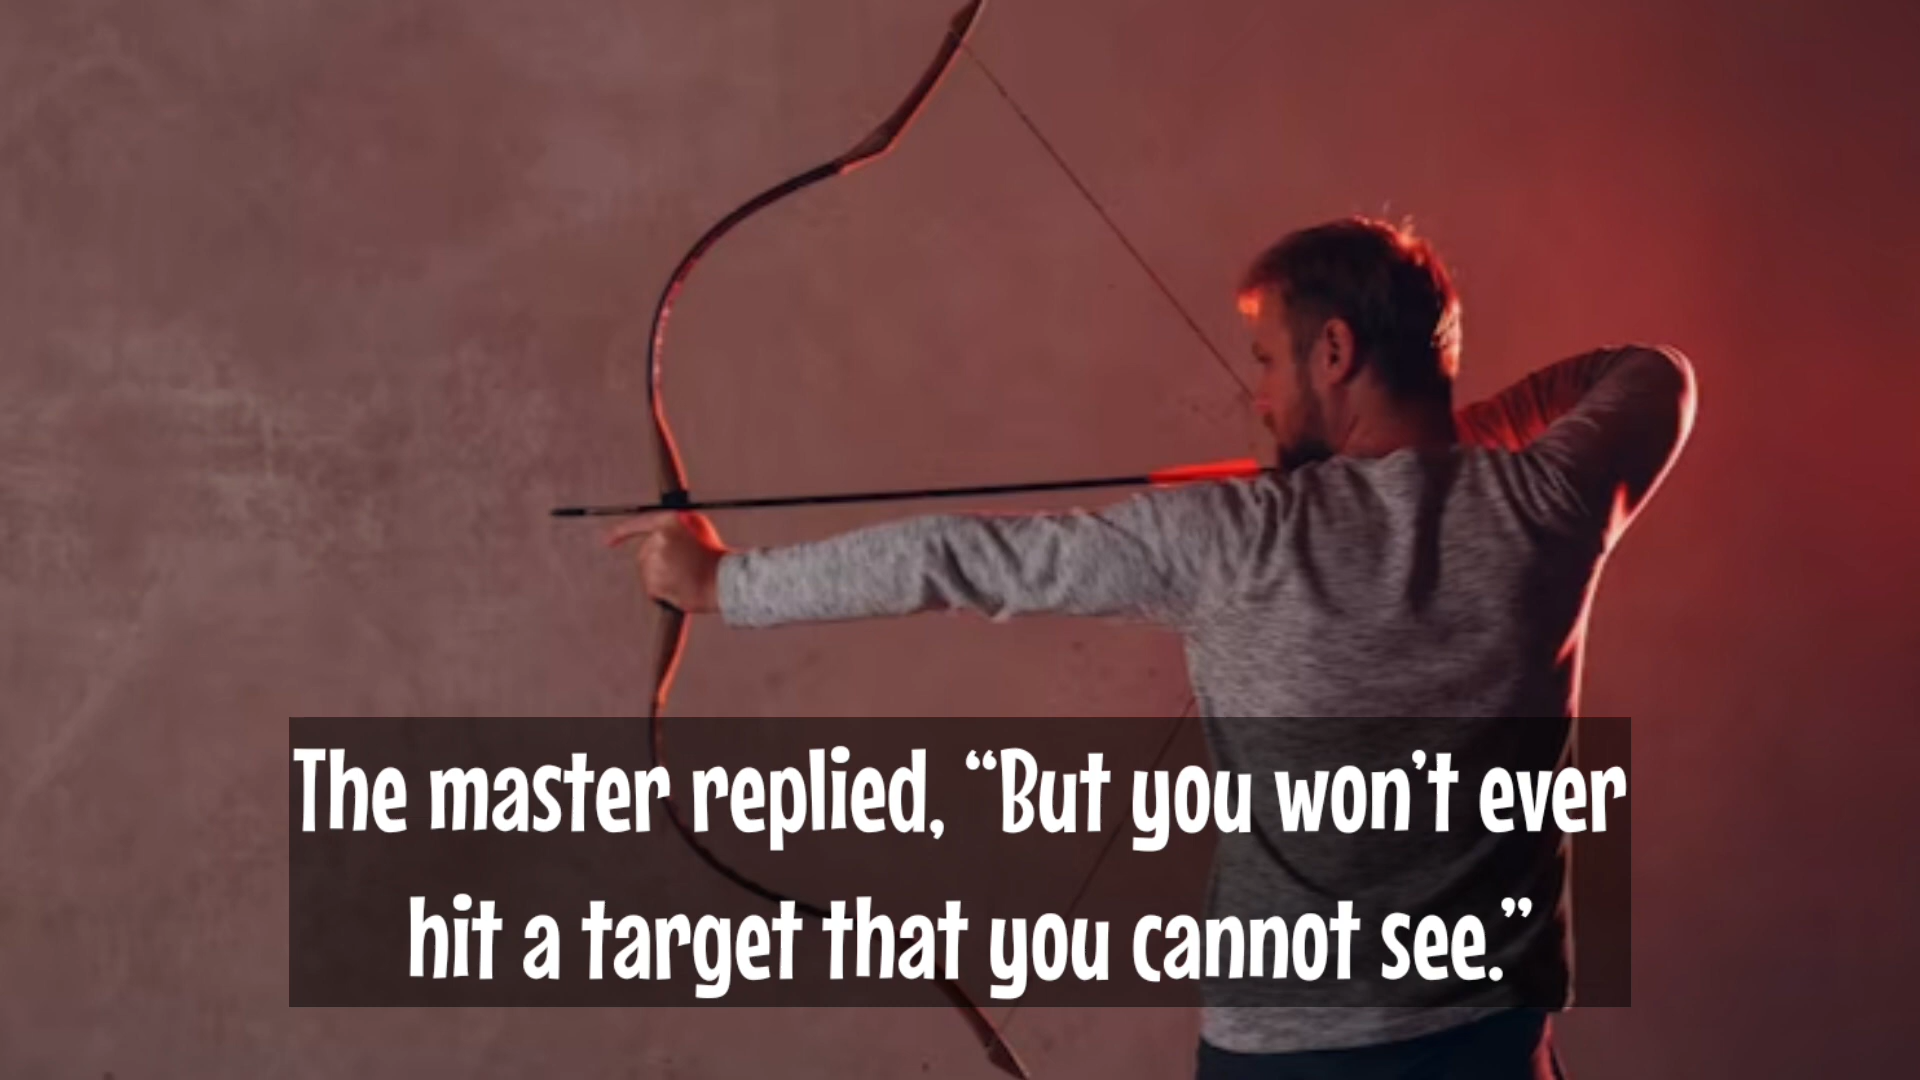 The master replied, “But you won’t ever
hit a target that you cannot see.”